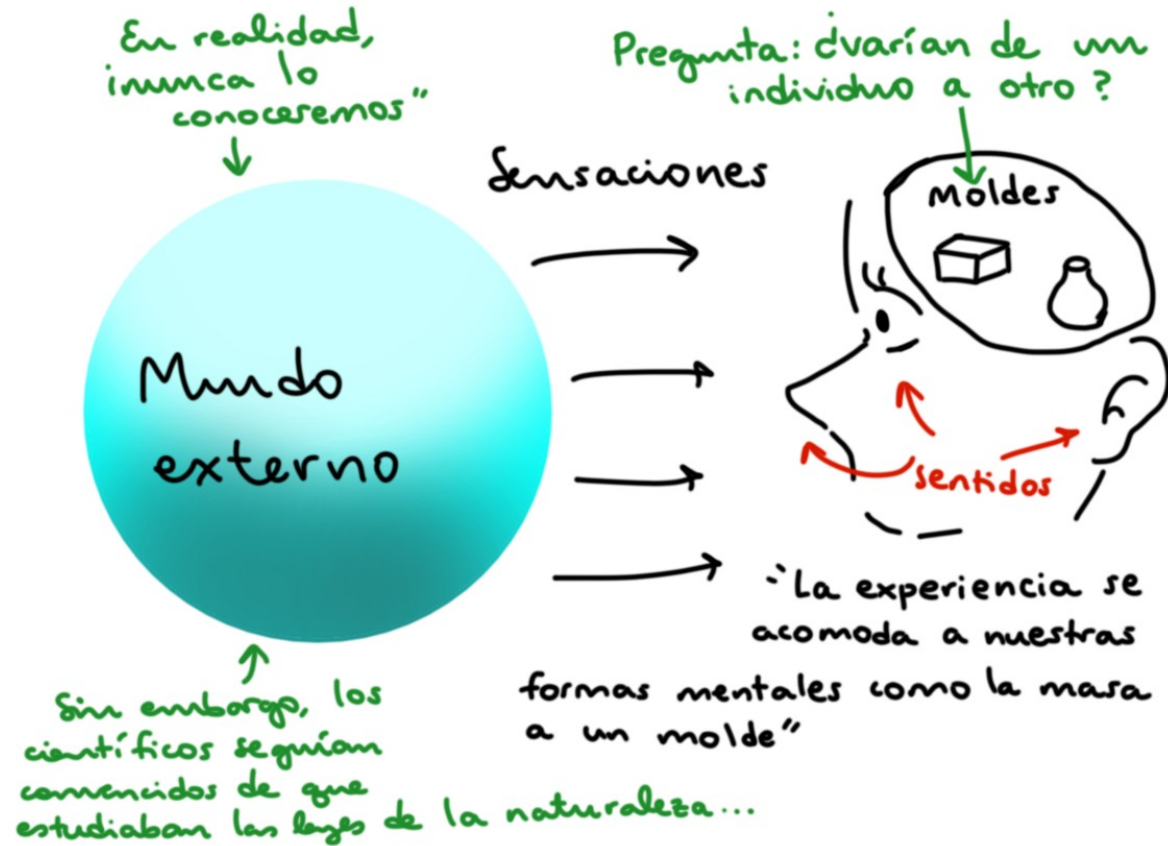 En realidad,
¡nunca lo
conoceremos"
Pregunta: ¿varían de un
individuo a otro?
Sensaciones
Moldes
Mundo
externo
sentidos
"La experiencia se
acomoda a nuestras
formas mentales como la masa
a un molde"
Sin embargo, los
científicos seguían
convencidos de que
estudiaban las leyes de la naturaleza...